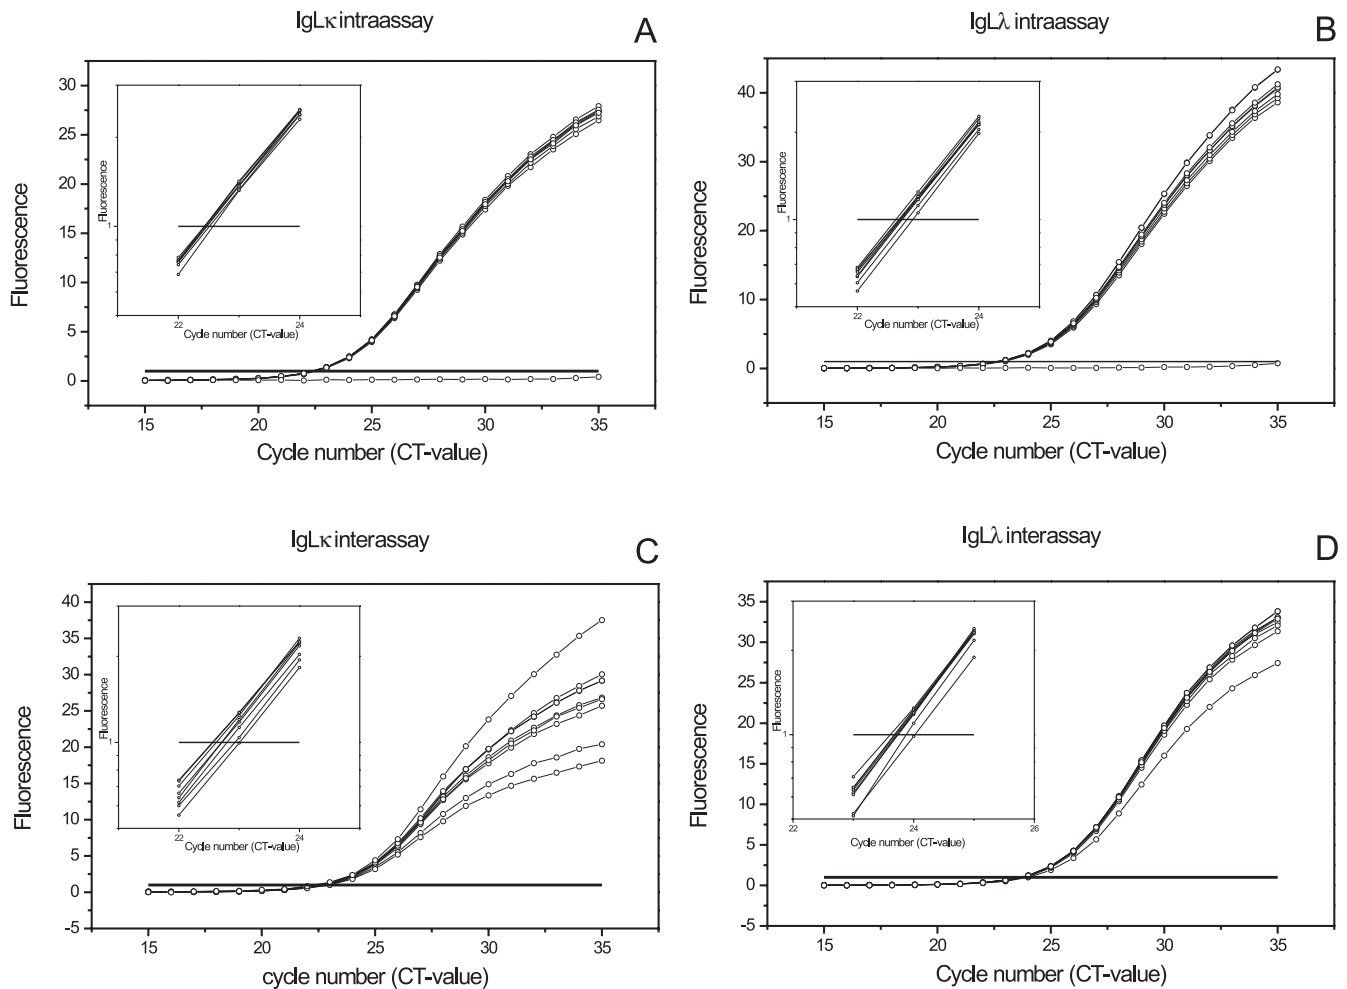 IgLκ intraassay
A
30
25
20
15
10
5
0
Fluorescence
15 20 25 30 35
Cycle number (CT-value)
Fluorescence
1
22 24
Cycle number (CT-value)
IgLλ intraassay
B
40
30
20
10
0
Fluorescence
15 20 25 30 35
Cycle number (CT-value)
Fluorescence
1
22 24
Cycle number (CT-value)
IgLκ interassay
C
40
35
30
25
20
15
10
5
0
-5
Fluorescence
15 20 25 30 35
cycle number (CT-value)
Fluorescence
1
22 24
Cycle number (CT-value)
IgLλ interassay
D
35
30
25
20
15
10
5
0
-5
Fluorescence
15 20 25 30 35
Cycle number (CT-value)
Fluorescence
1
22 24 26
Cycle number (CT-value)